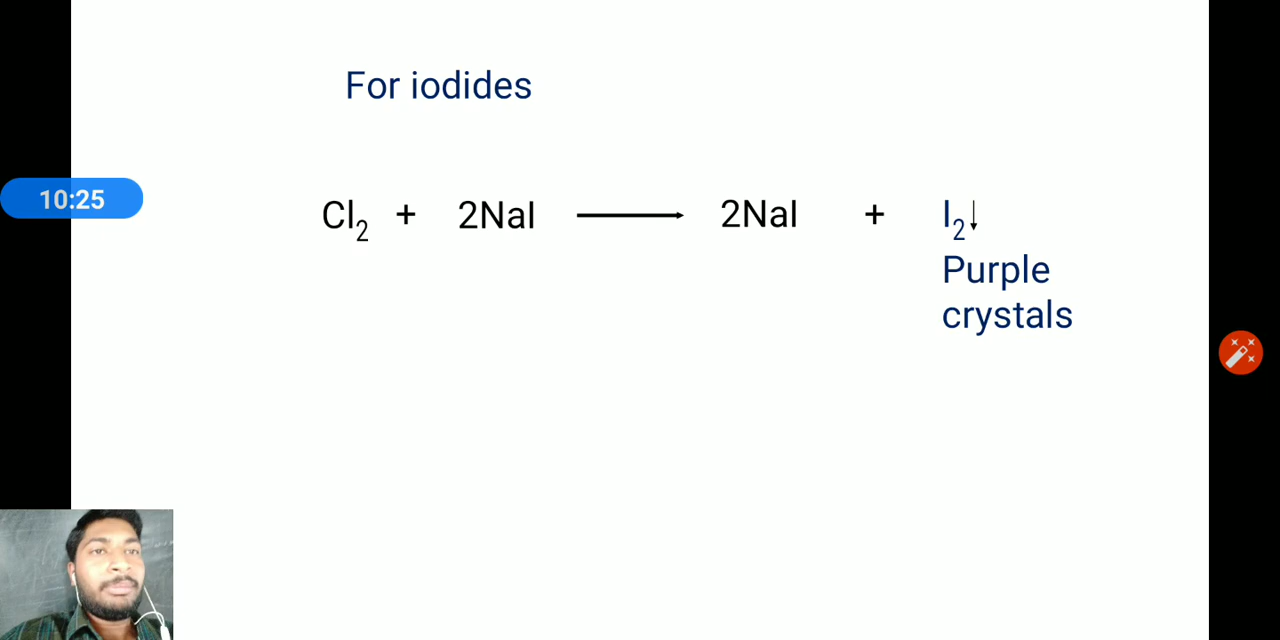 For iodides
10:25
Cl₂ + 2NaI ⟶ 2NaI + I₂↓
Purple
crystals